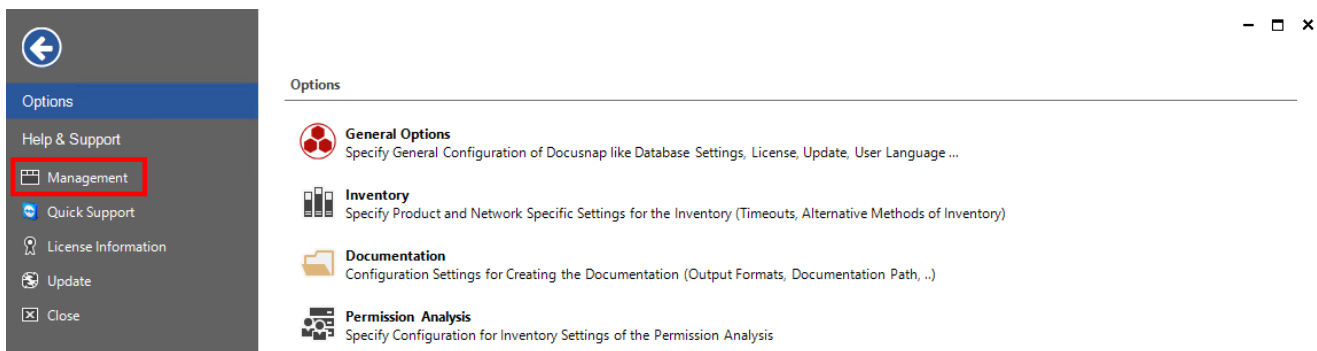 Options
Help & Support
Management
Quick Support
License Information
Update
Close
Options
General Options
Specify General Configuration of Docusnap like Database Settings, License, Update, User Language ...
Inventory
Specify Product and Network Specific Settings for the Inventory (Timeouts, Alternative Methods of Inventory)
Documentation
Configuration Settings for Creating the Documentation (Output Formats, Documentation Path, ..)
Permission Analysis
Specify Configuration for Inventory Settings of the Permission Analysis